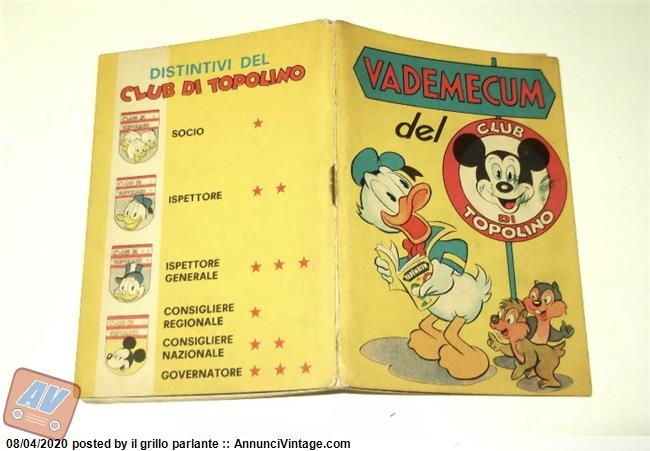 DISTINTIVI DEL
CLUB DI TOPOLINO
SOCIO
ISPETTORE
ISPETTORE
GENERALE
CONSIGLIERE
REGIONALE
CONSIGLIERE
NAZIONALE
GOVERNATORE
VADEMECUM
del
CLUB
DI
TOPOLINO
AV
08/04/2020 posted by il grillo parlante :: AnnunciVintage.com